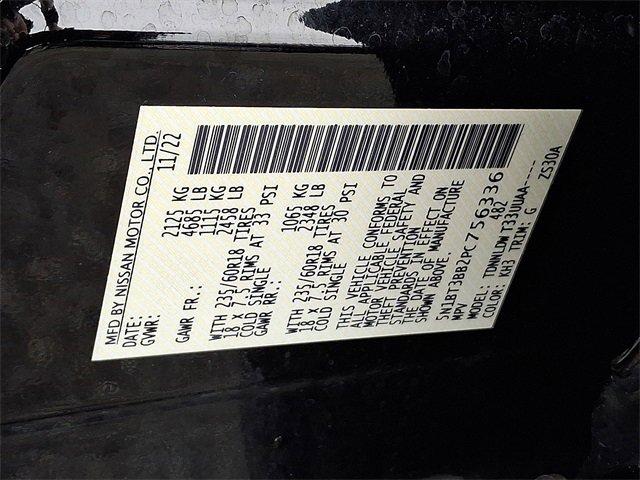 MFD BY NISSAN MOTOR CO., LTD.
DATE: 11/22
GVWR: 2125 KG
4685 LB
GAWR FR.: 1115 KG
2458 LB
WITH 235/60R18 TIRES
18 X 7.5 RIMS AT 33 PSI
COLD SINGLE
GAWR RR.: 1065 KG
2348 LB
WITH 235/60R18 TIRES
18 X 7.5 RIMS AT 30 PSI
COLD SINGLE
THIS VEHICLE CONFORMS TO
ALL APPLICABLE FEDERAL
MOTOR VEHICLE SAFETY AND
THEFT PREVENTION
STANDARDS IN EFFECT ON
THE DATE OF MANUFACTURE
SHOWN ABOVE.
5N1BT3BB2PC756336
MPV 482
MODEL: TDNNLDWT33UUAA----
COLOR: KH3 TRIM: G ZS30A